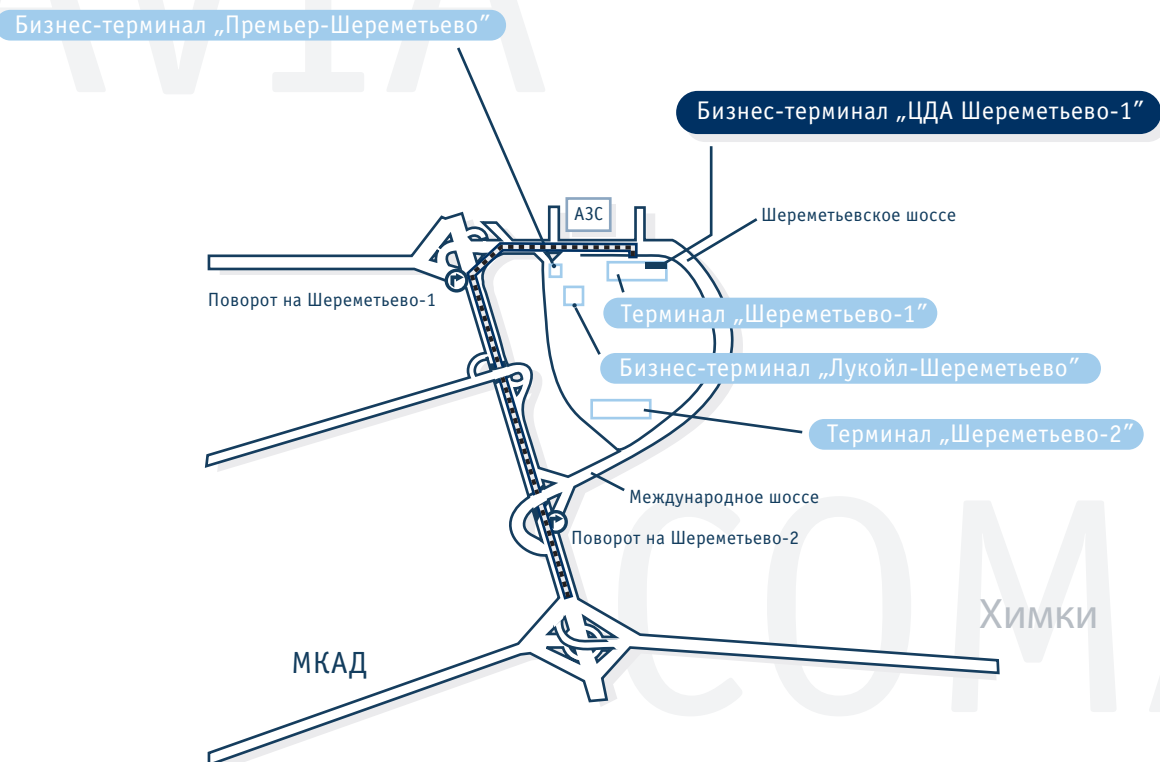 AVIA
Бизнес-терминал „Премьер-Шереметьево”
Бизнес-терминал „ЦДА Шереметьево-1”
АЗС
Шереметьевское шоссе
Поворот на Шереметьево-1
Терминал „Шереметьево-1”
Бизнес-терминал „Лукойл-Шереметьево”
Терминал „Шереметьево-2”
Международное шоссе
Поворот на Шереметьево-2
Химки
МКАД